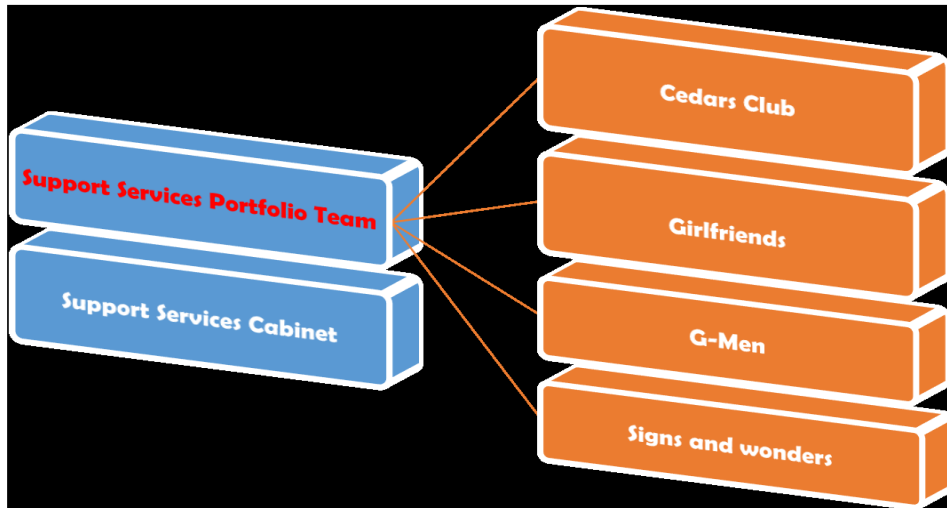 Support Services Portfolio Team
Support Services Cabinet
Cedars Club
Girlfriends
G-Men
Signs and wonders